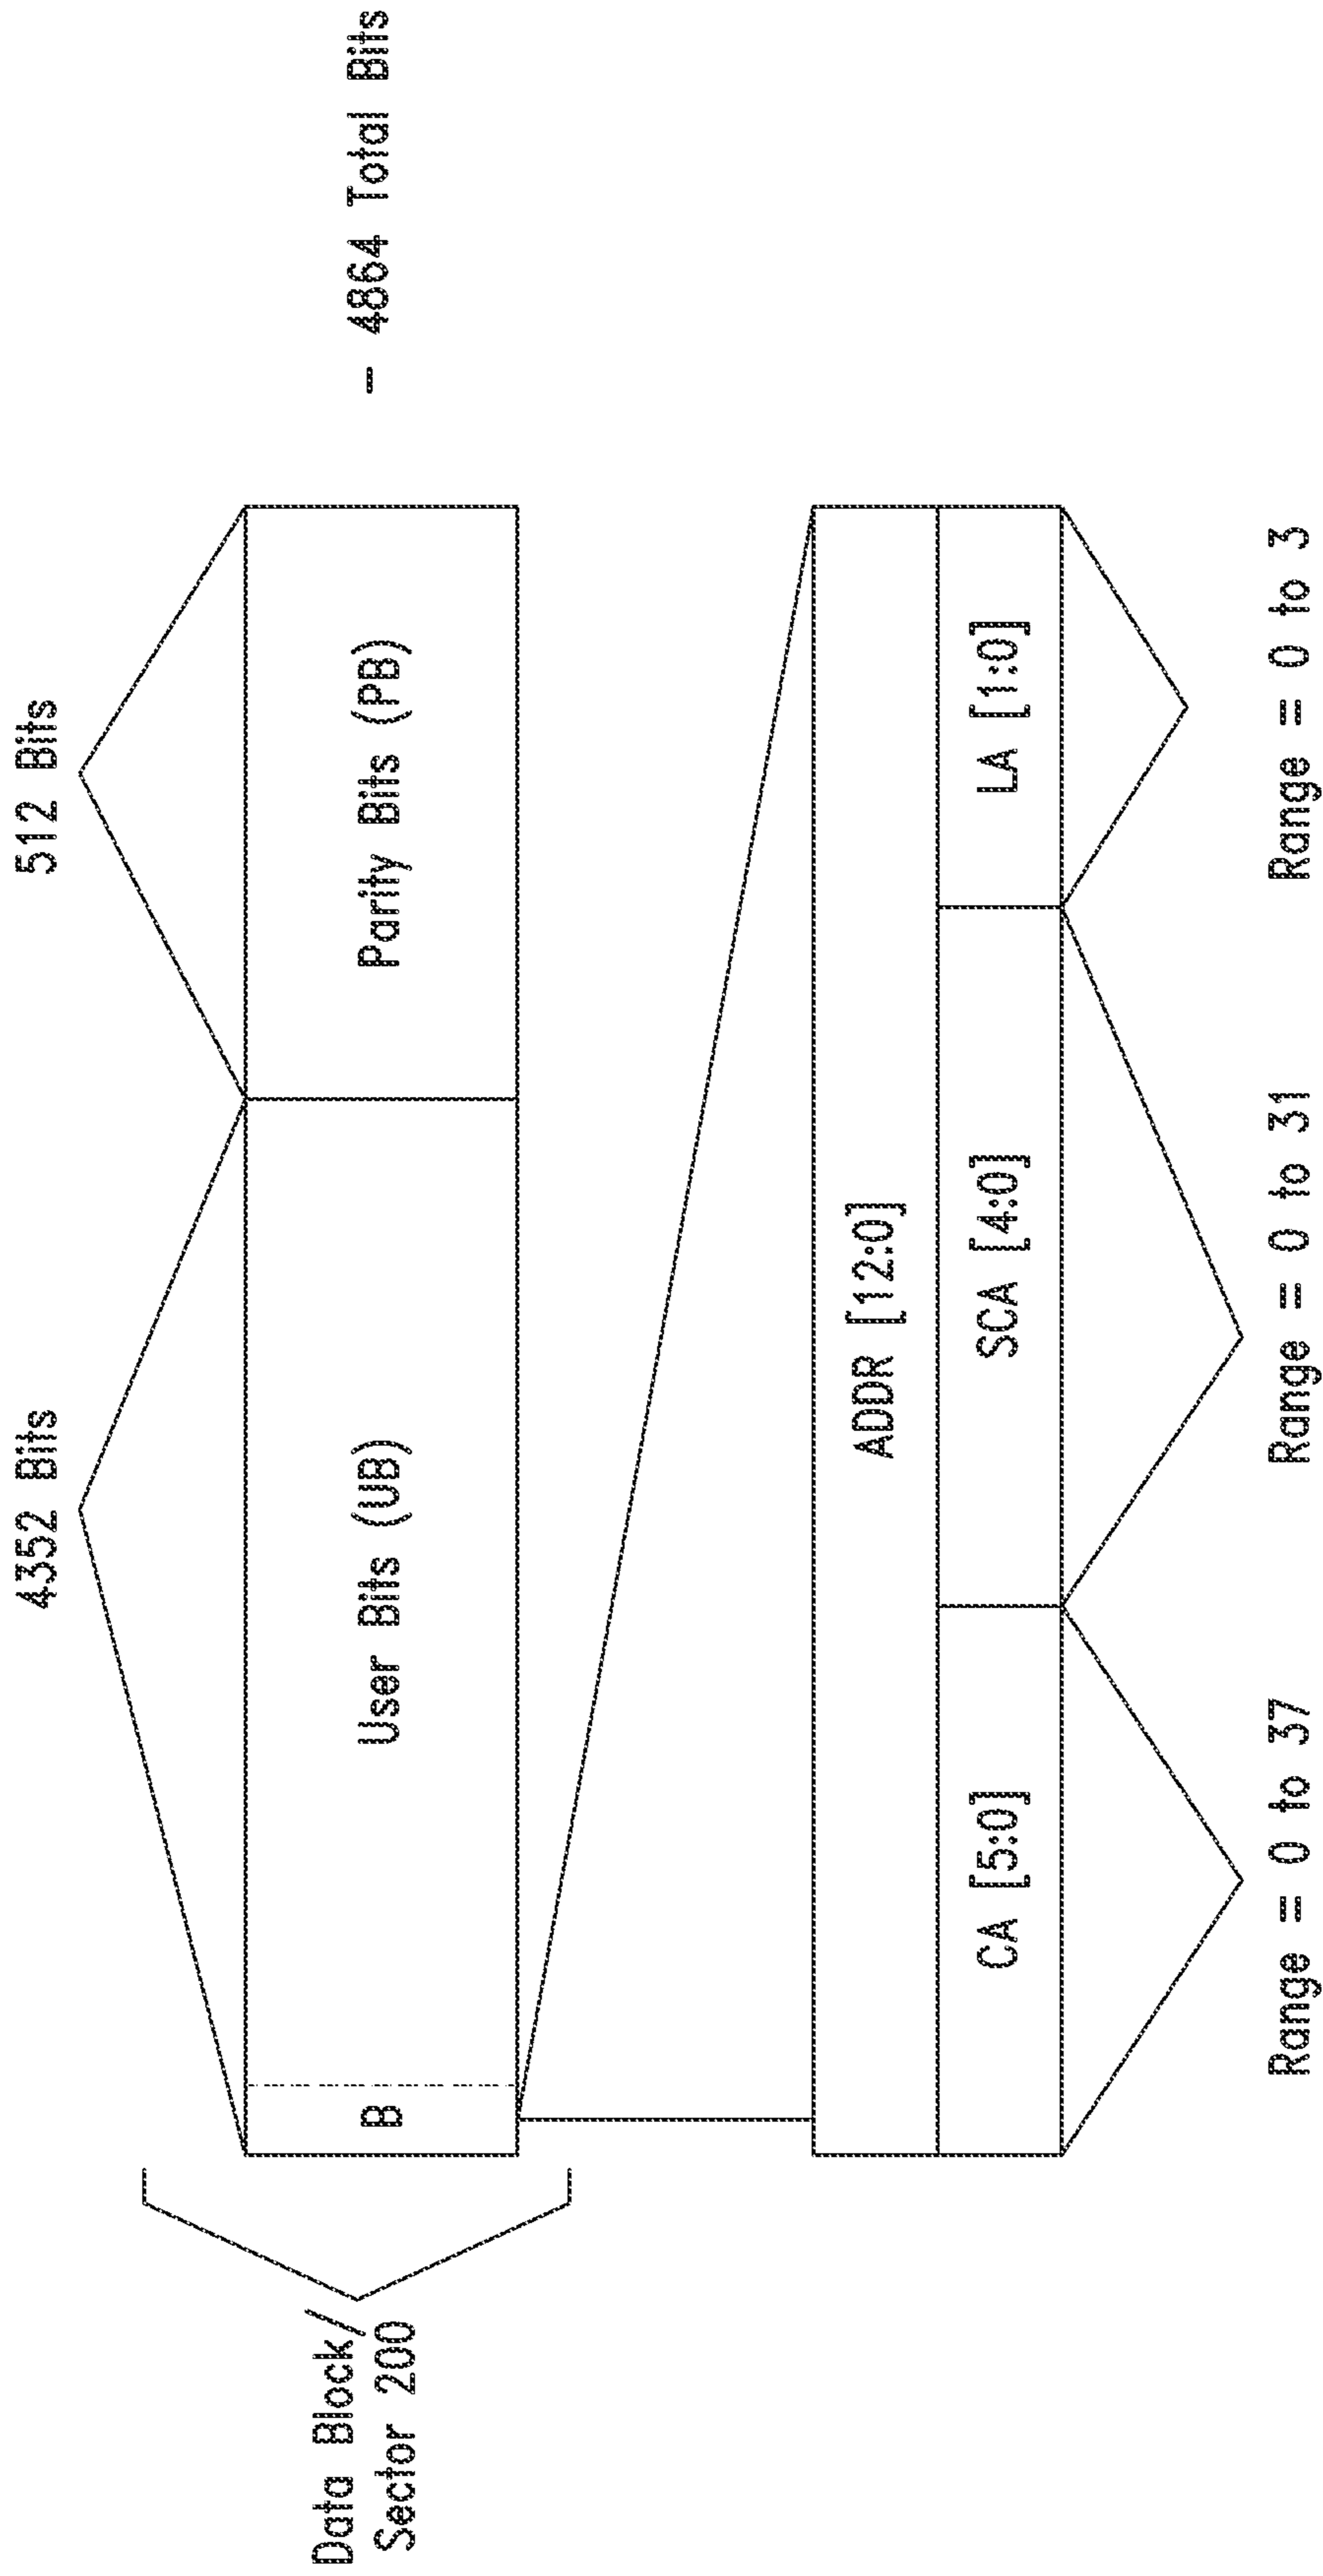 4352 Bits
512 Bits
Data Block/
Sector 200
B
User Bits (UB)
Parity Bits (PB)
– 4864 Total Bits
ADDR [12:0]
CA [5:0]
SCA [4:0]
LA [1:0]
Range = 0 to 37
Range = 0 to 31
Range = 0 to 3